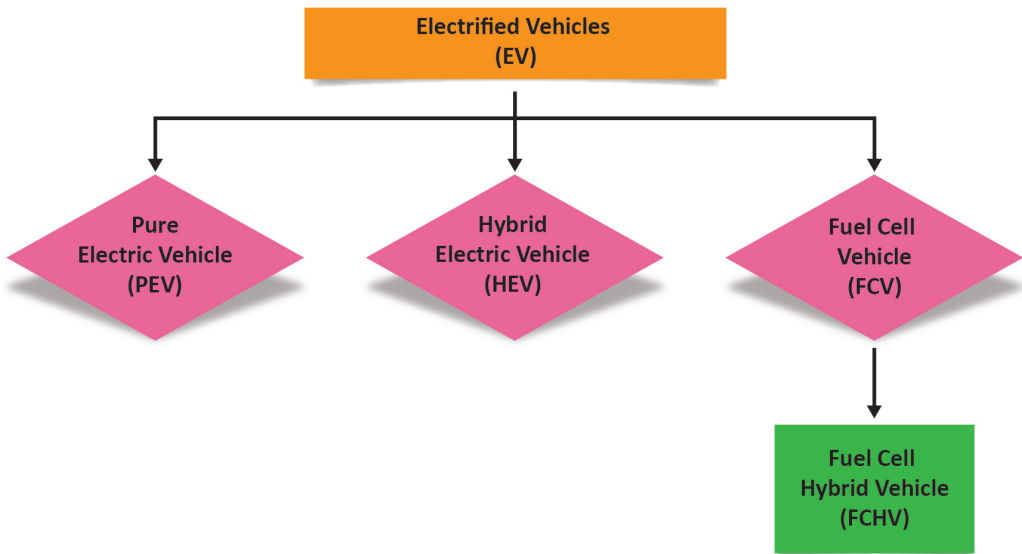 Electrified Vehicles
(EV)
Pure
Electric Vehicle
(PEV)
Hybrid
Electric Vehicle
(HEV)
Fuel Cell
Vehicle
(FCV)
Fuel Cell
Hybrid Vehicle
(FCHV)